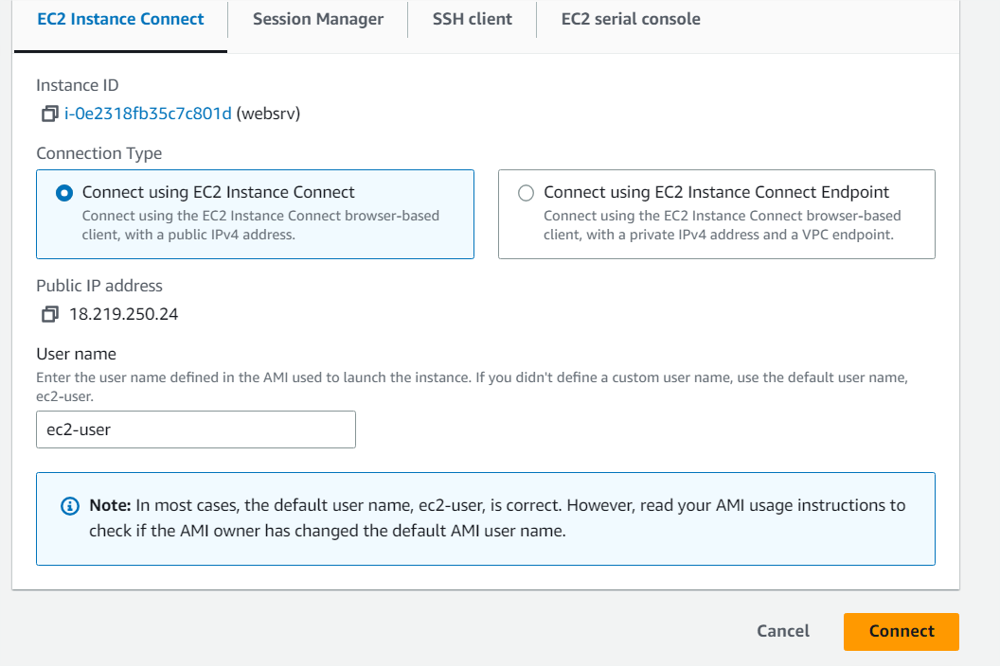 EC2 Instance Connect
Session Manager
SSH client
EC2 serial console
Instance ID
i-0e2318fb35c7c801d (websrv)
Connection Type
Connect using EC2 Instance Connect
Connect using the EC2 Instance Connect browser-based
client, with a public IPv4 address.
Connect using EC2 Instance Connect Endpoint
Connect using the EC2 Instance Connect browser-based
client, with a private IPv4 address and a VPC endpoint.
Public IP address
18.219.250.24
User name
Enter the user name defined in the AMI used to launch the instance. If you didn't define a custom user name, use the default user name,
ec2-user.
ec2-user
Note: In most cases, the default user name, ec2-user, is correct. However, read your AMI usage instructions to
check if the AMI owner has changed the default AMI user name.
Cancel
Connect